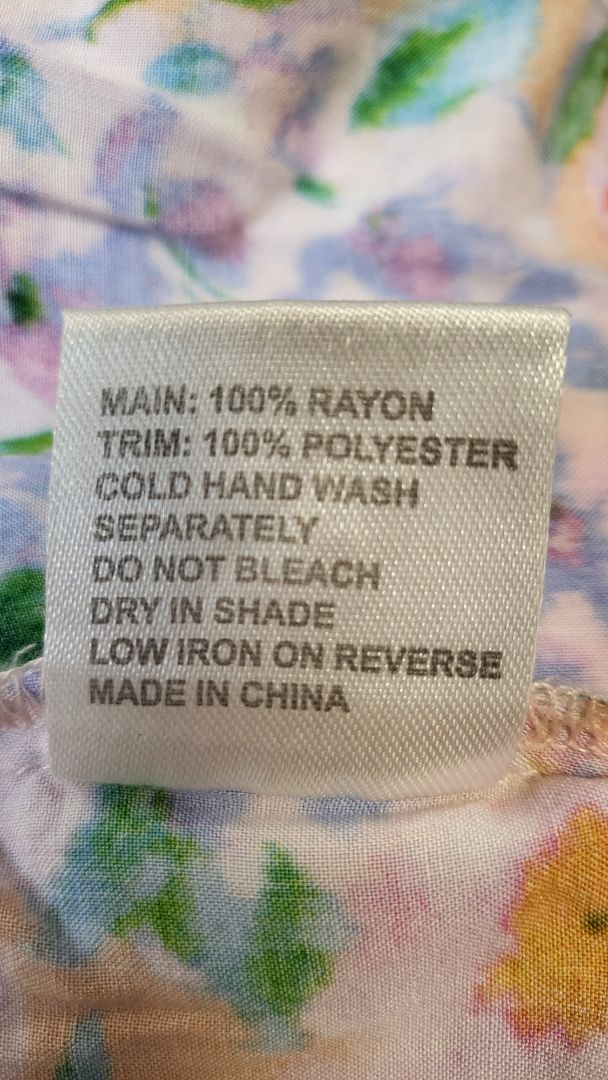 MAIN: 100% RAYON
TRIM: 100% POLYESTER
COLD HAND WASH
SEPARATELY
DO NOT BLEACH
DRY IN SHADE
LOW IRON ON REVERSE
MADE IN CHINA